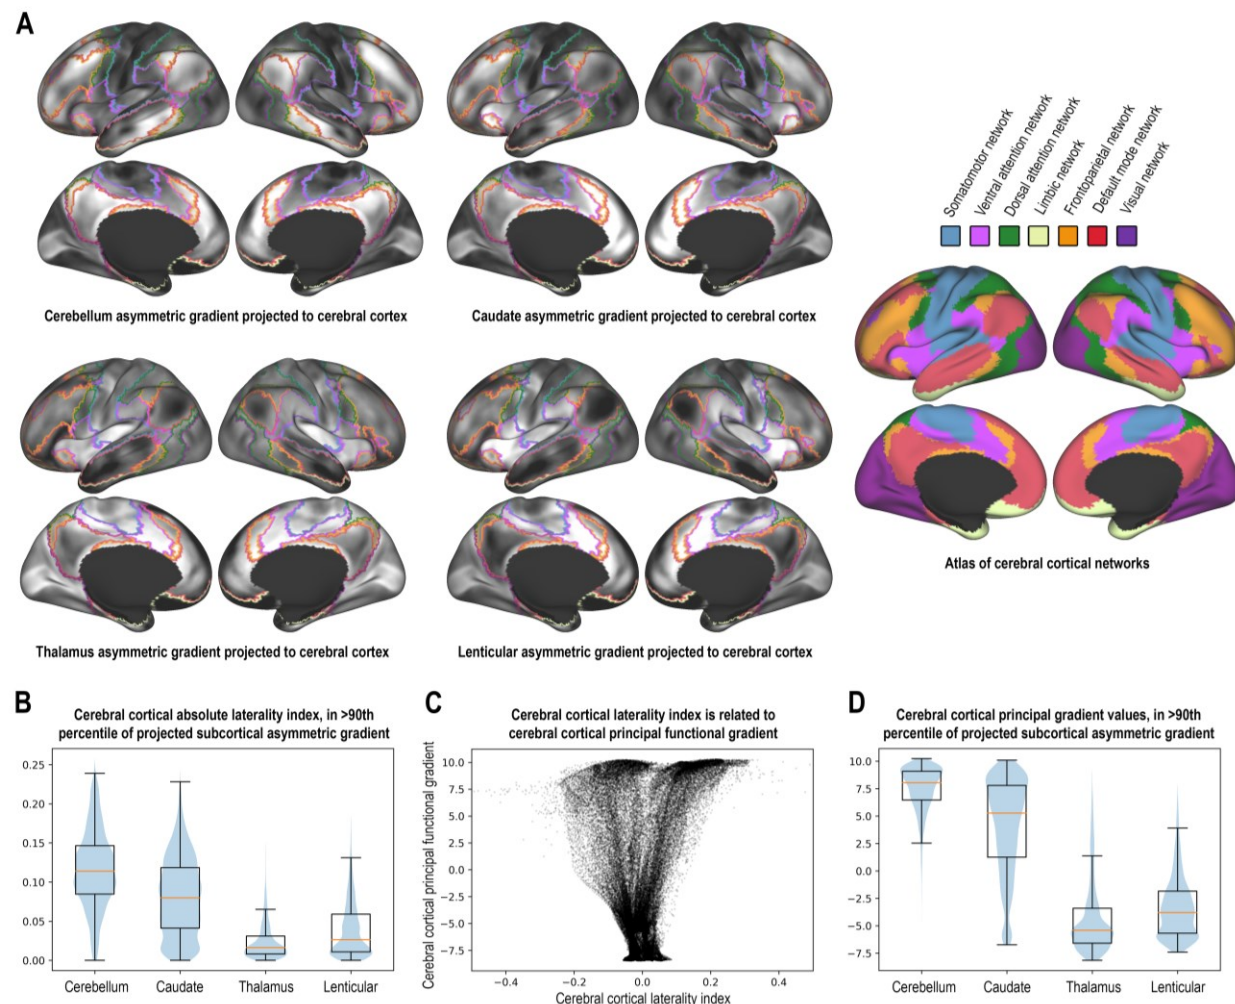 A
Somatomotor network
Ventral attention network
Dorsal attention network
Limbic network
Frontoparietal network
Default mode network
Visual network
Cerebellum asymmetric gradient projected to cerebral cortex
Caudate asymmetric gradient projected to cerebral cortex
Atlas of cerebral cortical networks
Thalamus asymmetric gradient projected to cerebral cortex
Lenticular asymmetric gradient projected to cerebral cortex
B
Cerebral cortical absolute laterality index, in >90th
percentile of projected subcortical asymmetric gradient
0.25
0.20
0.15
0.10
0.05
0.00
Cerebellum Caudate Thalamus Lenticular
C
Cerebral cortical laterality index is related to
cerebral cortical principal functional gradient
Cerebral cortical principal functional gradient
10.0
7.5
5.0
2.5
0.0
−2.5
−5.0
−7.5
−0.4 −0.2 0.0 0.2 0.4
Cerebral cortical laterality index
D
Cerebral cortical principal gradient values, in >90th
percentile of projected subcortical asymmetric gradient
10.0
7.5
5.0
2.5
0.0
−2.5
−5.0
−7.5
Cerebellum Caudate Thalamus Lenticular